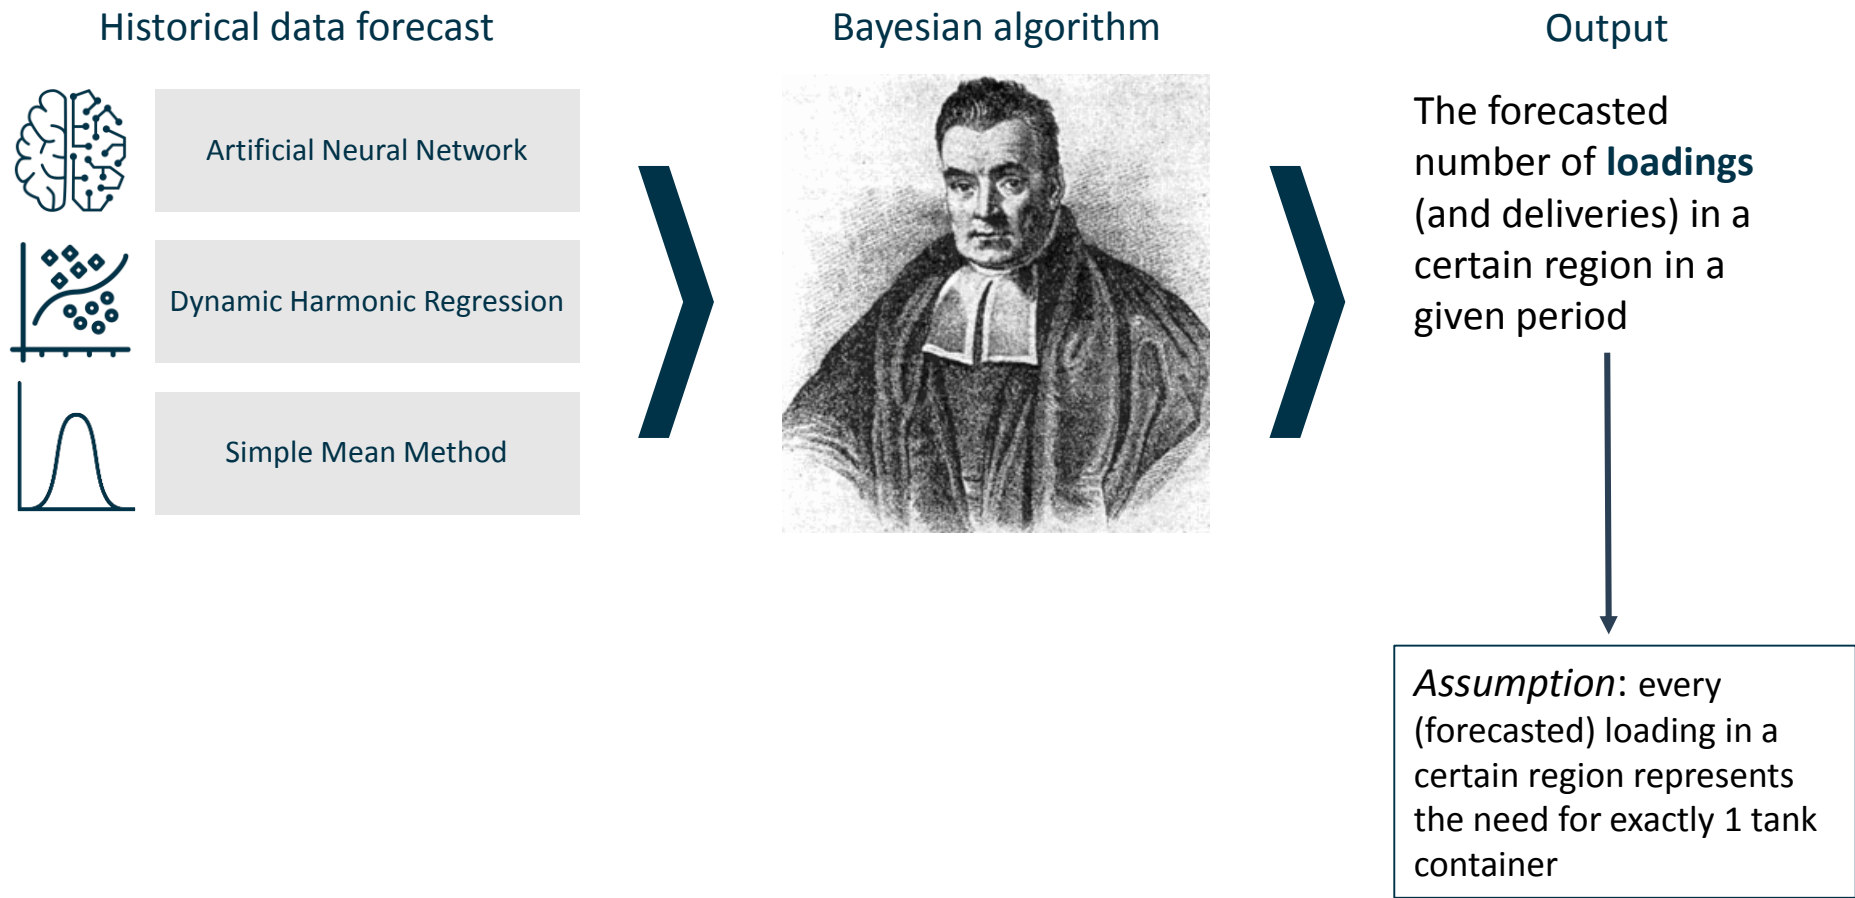 Historical data forecast
Artificial Neural Network
Dynamic Harmonic Regression
Simple Mean Method
Bayesian algorithm
Output
The forecasted
number of loadings
(and deliveries) in a
certain region in a
given period
Assumption: every
(forecasted) loading in a
certain region represents
the need for exactly 1 tank
container